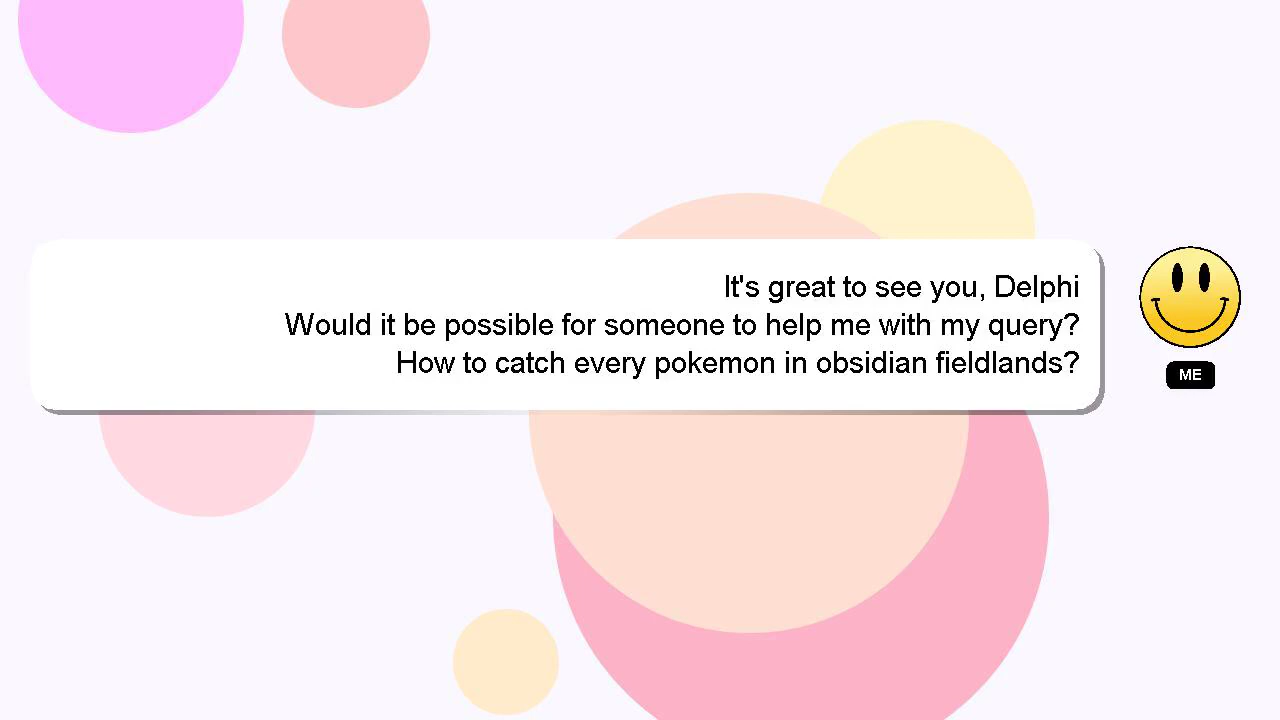 It's great to see you, Delphi
Would it be possible for someone to help me with my query?
How to catch every pokemon in obsidian fieldlands?
ME